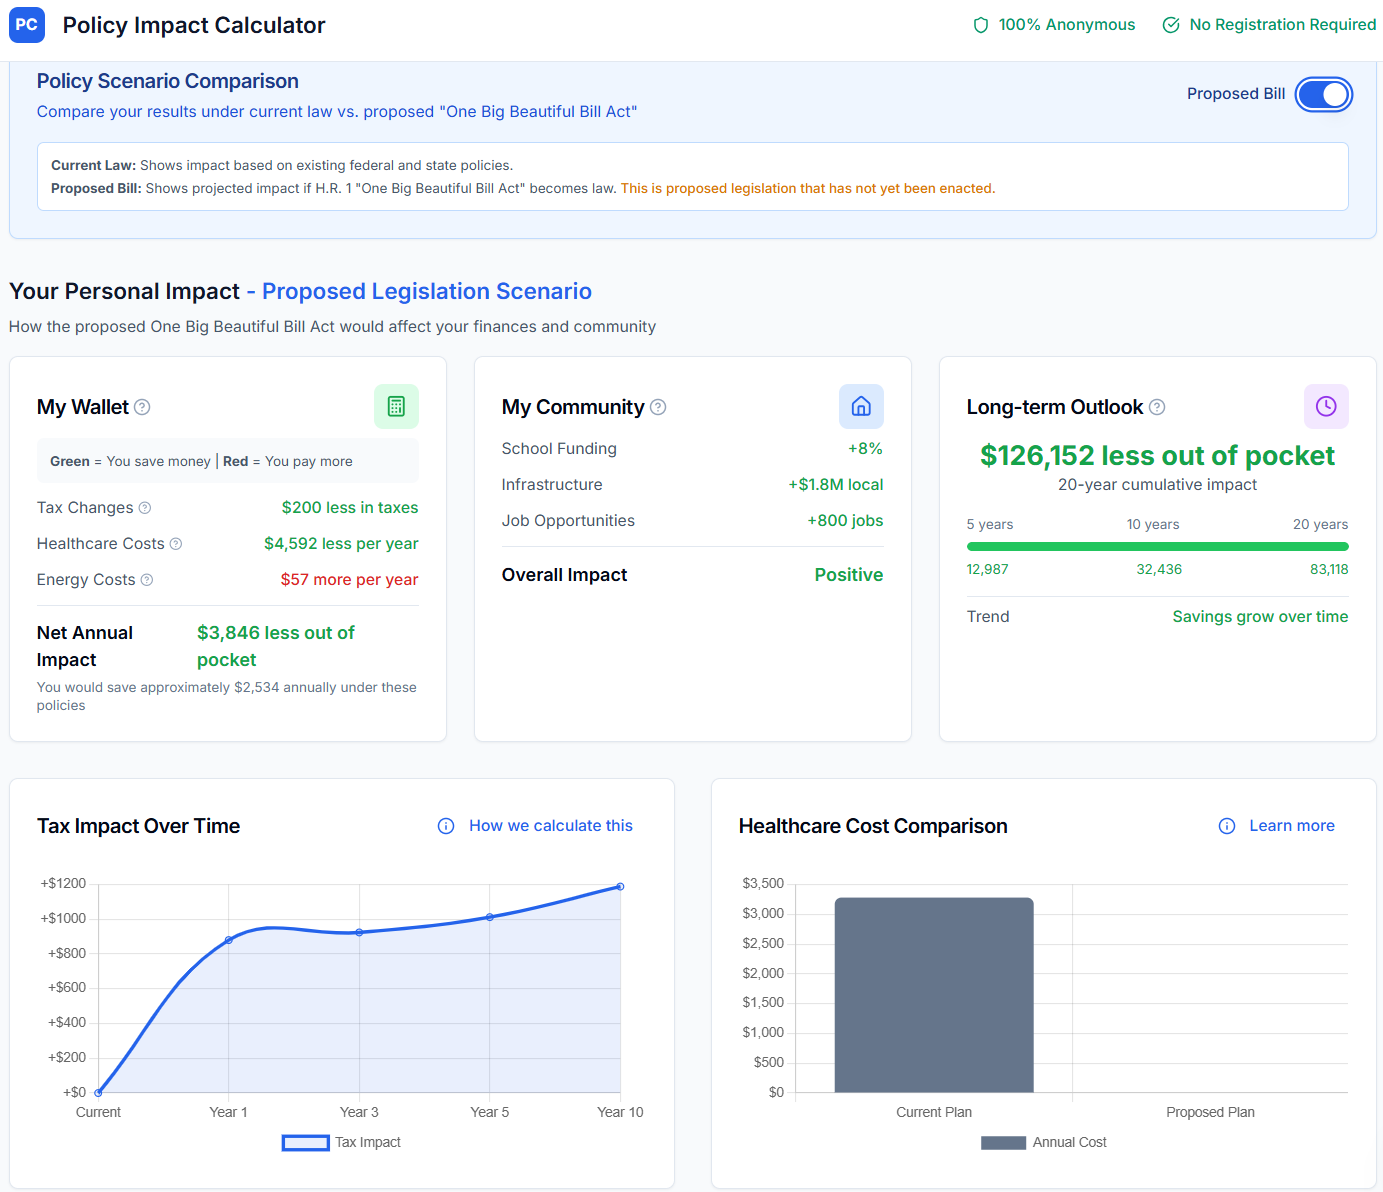 PC
Policy Impact Calculator
100% Anonymous
No Registration Required
Policy Scenario Comparison
Compare your results under current law vs. proposed "One Big Beautiful Bill Act"
Proposed Bill
Current Law: Shows impact based on existing federal and state policies.
Proposed Bill: Shows projected impact if H.R. 1 "One Big Beautiful Bill Act" becomes law. This is proposed legislation that has not yet been enacted.
Your Personal Impact - Proposed Legislation Scenario
How the proposed One Big Beautiful Bill Act would affect your finances and community
My Wallet
Green = You save money | Red = You pay more
Tax Changes $200 less in taxes
Healthcare Costs $4,592 less per year
Energy Costs $57 more per year
Net Annual Impact $3,846 less out of pocket
You would save approximately $2,534 annually under these
policies
My Community
School Funding +8%
Infrastructure +$1.8M local
Job Opportunities +800 jobs
Overall Impact Positive
Long-term Outlook
$126,152 less out of pocket
20-year cumulative impact
5 years 10 years 20 years
12,987 32,436 83,118
Trend Savings grow over time
Tax Impact Over Time
How we calculate this
+$1200
+$1000
+$800
+$600
+$400
+$200
+$0
Current Year 1 Year 3 Year 5 Year 10
Tax Impact
Healthcare Cost Comparison
Learn more
$3,500
$3,000
$2,500
$2,000
$1,500
$1,000
$500
$0
Current Plan Proposed Plan
Annual Cost